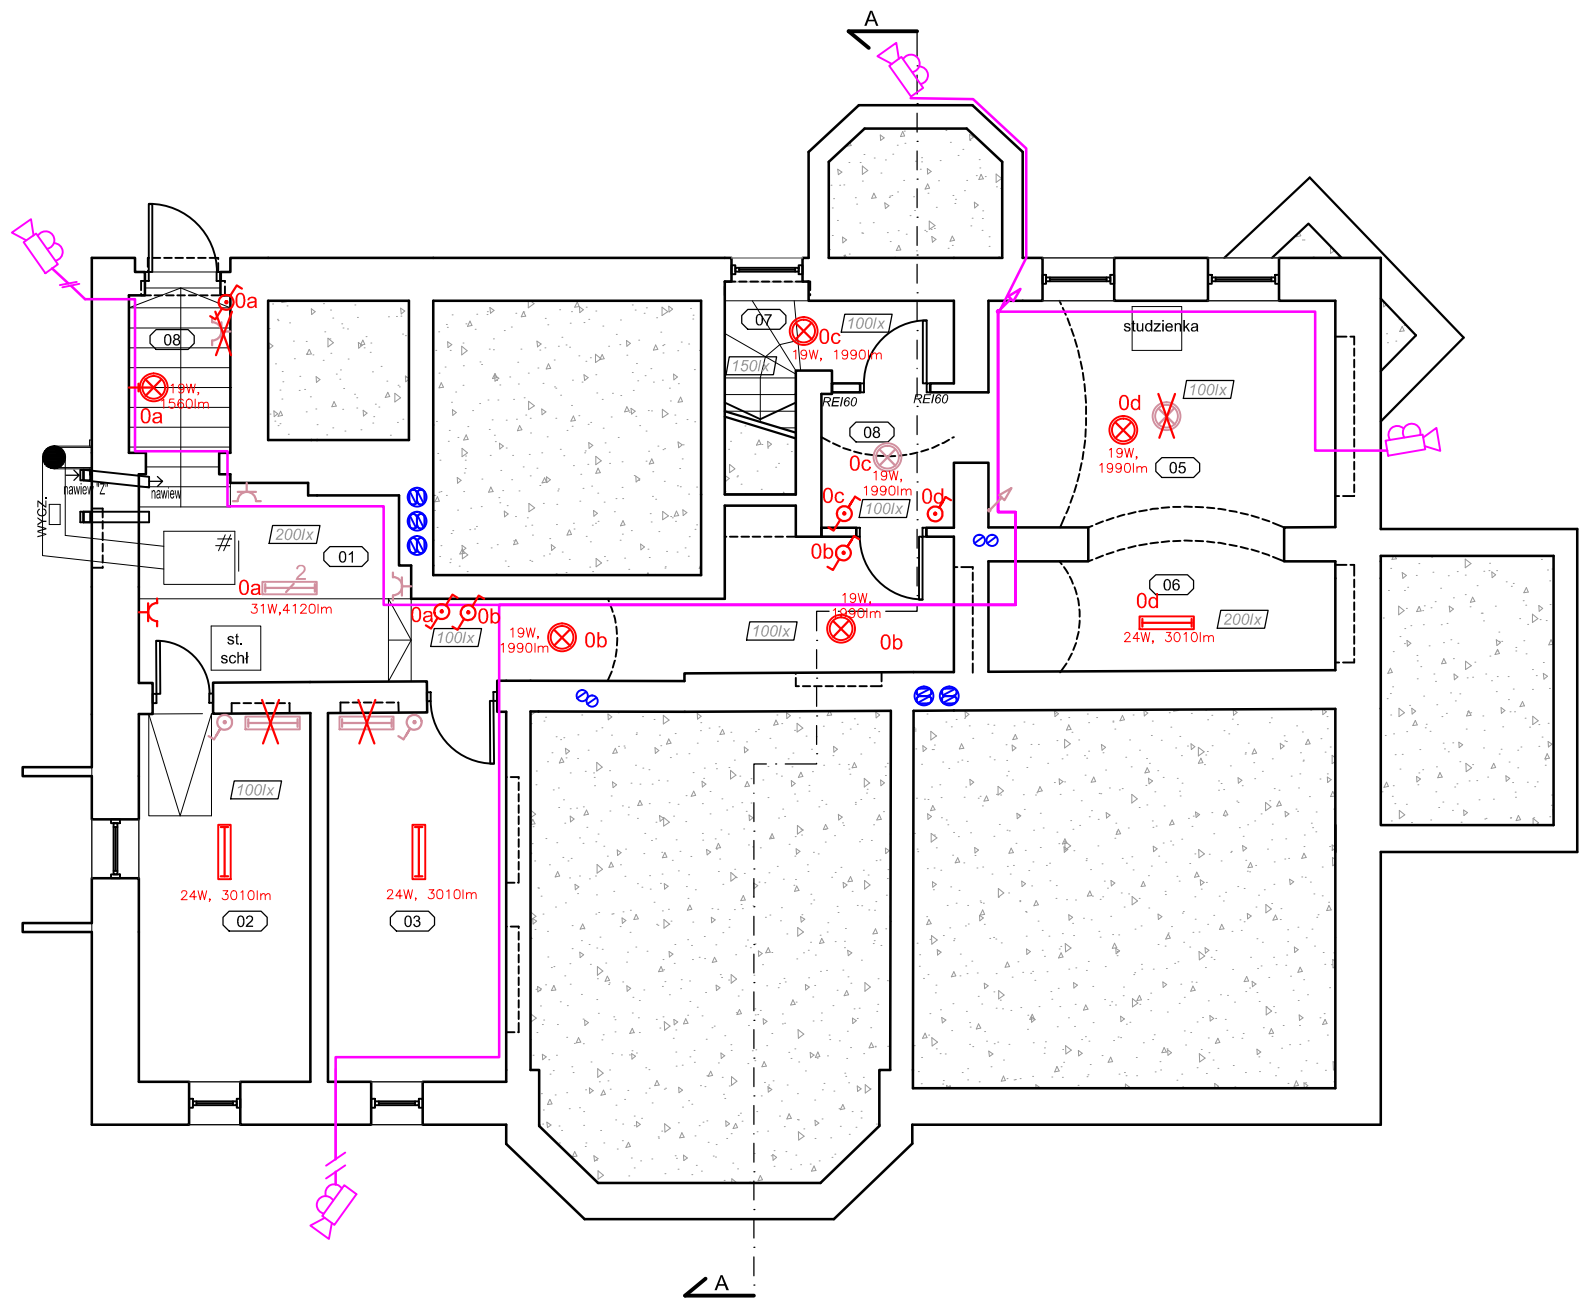 A
0a
08
07
100lx
0c
19W, 1990lm
studzienka
150lx
19W,
1560lm
0a
REI60
REI60
100lx
0d
08
0c
19W,
1990lm
19W,
1990lm
05
nawiew "Z"
nawiew
WYCZ.
0c
0d
100lx
200lx
#
01
0b
2
0a
31W,4120lm
06
0d
24W, 3010lm
200lx
0a
0b
100lx
19W,
1990lm
0b
100lx
19W,
1990lm
0b
st.
schł
100lx
24W, 3010lm
24W, 3010lm
02
03
A